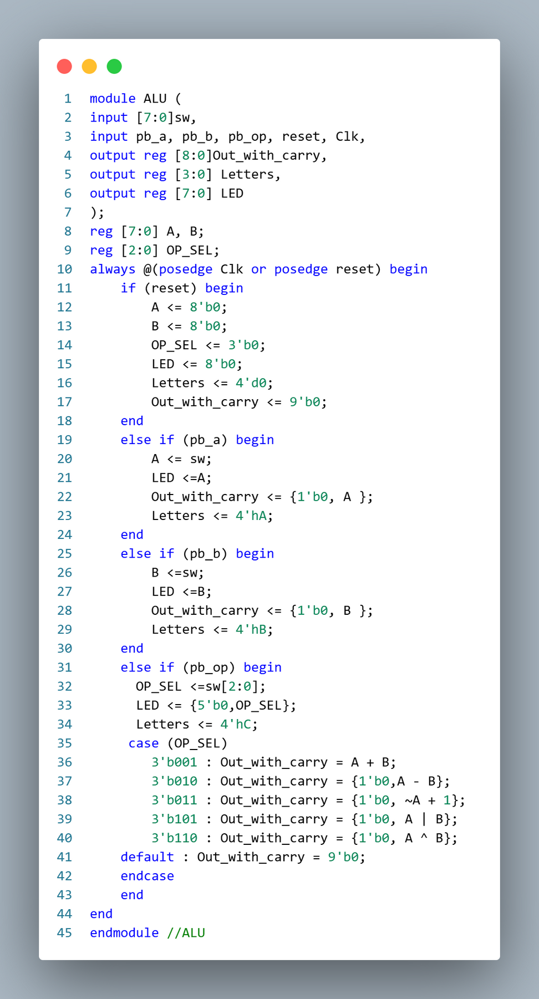 1 module ALU (
2 input [7:0]sw,
3 input pb_a, pb_b, pb_op, reset, Clk,
4 output reg [8:0]Out_with_carry,
5 output reg [3:0] Letters,
6 output reg [7:0] LED
7 );
8 reg [7:0] A, B;
9 reg [2:0] OP_SEL;
10 always @(posedge Clk or posedge reset) begin
11     if (reset) begin
12         A <= 8'b0;
13         B <= 8'b0;
14         OP_SEL <= 3'b0;
15         LED <= 8'b0;
16         Letters <= 4'd0;
17         Out_with_carry <= 9'b0;
18     end
19     else if (pb_a) begin
20         A <= sw;
21         LED <=A;
22         Out_with_carry <= {1'b0, A };
23         Letters <= 4'hA;
24     end
25     else if (pb_b) begin
26         B <=sw;
27         LED <=B;
28         Out_with_carry <= {1'b0, B };
29         Letters <= 4'hB;
30     end
31     else if (pb_op) begin
32       OP_SEL <=sw[2:0];
33       LED <= {5'b0,OP_SEL};
34       Letters <= 4'hC;
35      case (OP_SEL)
36         3'b001 : Out_with_carry = A + B;
37         3'b010 : Out_with_carry = {1'b0,A - B};
38         3'b011 : Out_with_carry = {1'b0, ~A + 1};
39         3'b101 : Out_with_carry = {1'b0, A | B};
40         3'b110 : Out_with_carry = {1'b0, A ^ B};
41     default : Out_with_carry = 9'b0;
42     endcase
43     end
44 end
45 endmodule //ALU